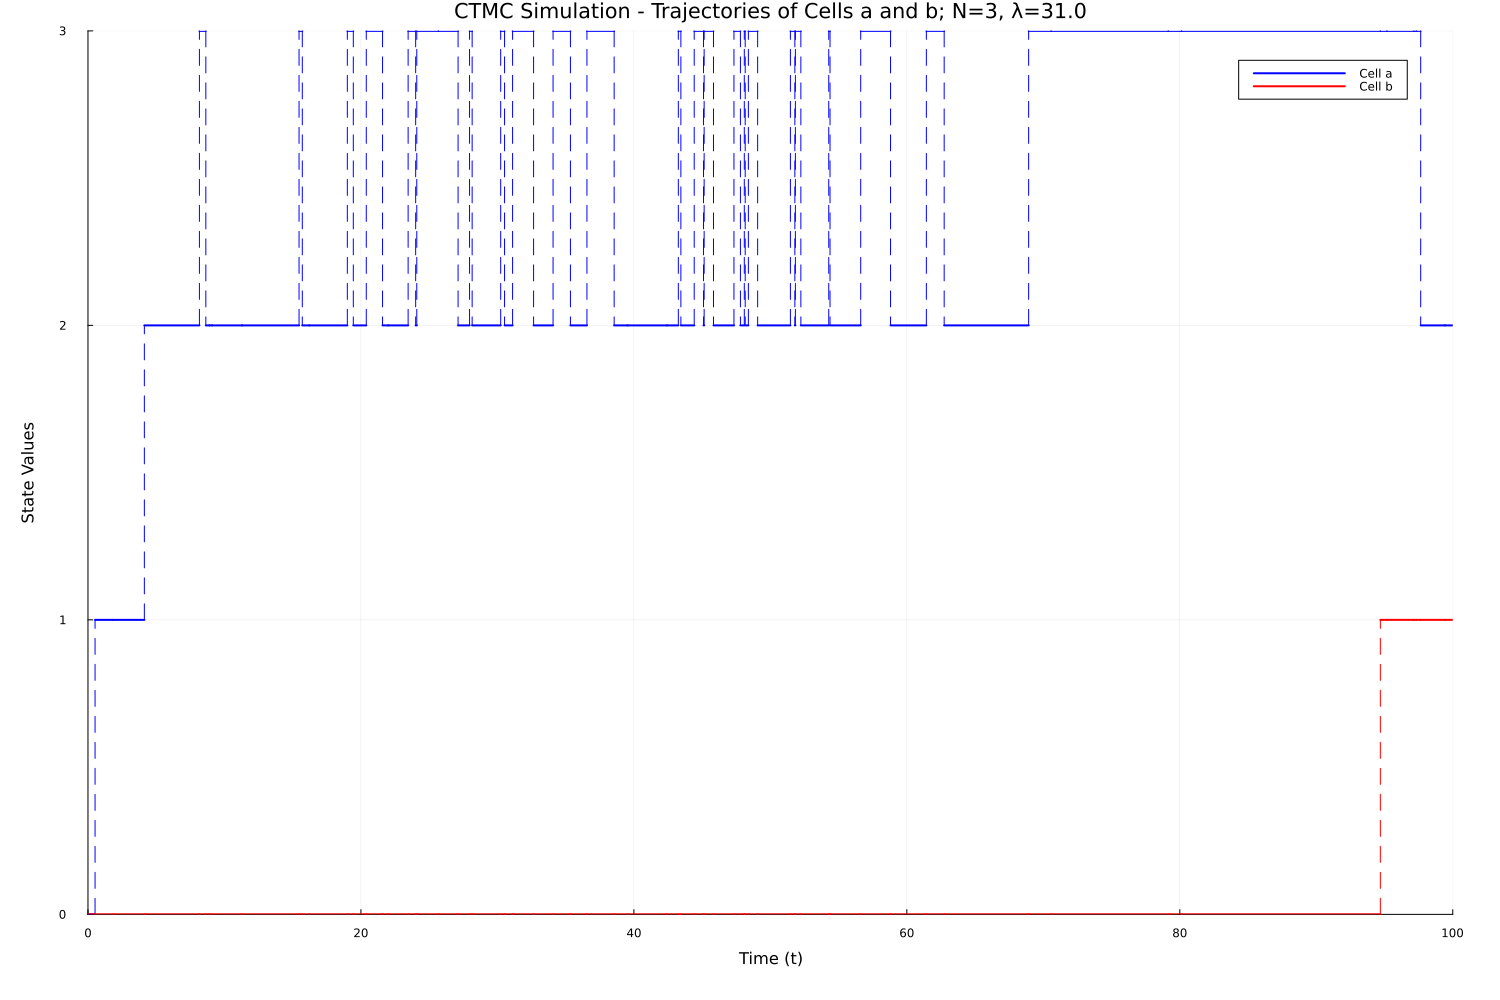 CTMC Simulation - Trajectories of Cells a and b; N=3, λ=31.0
3
Cell a
Cell b
2
State Values
1
0
0 20 40 60 80 100
Time (t)